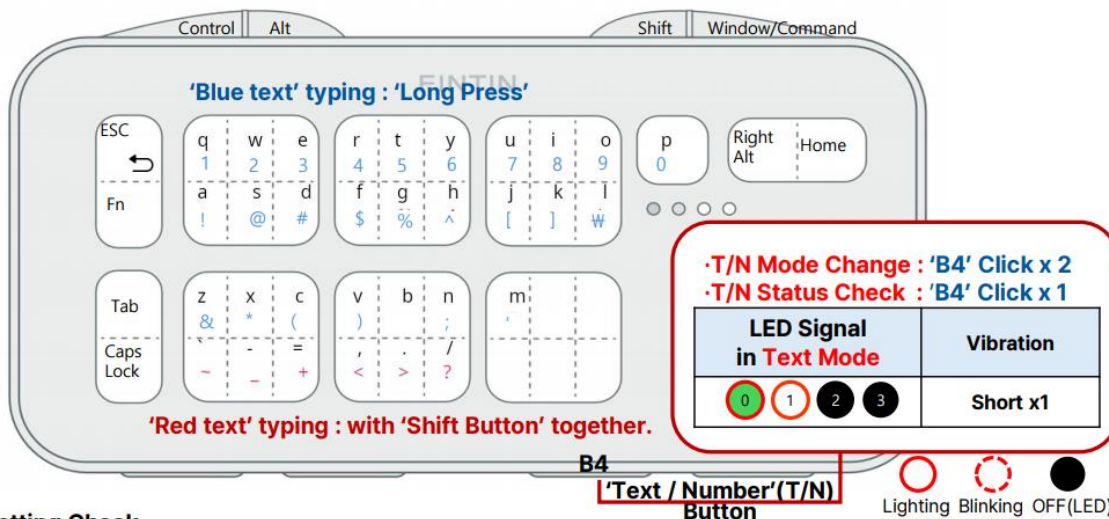 Control Alt Shift Window/Command
EINTIN
'Blue text' typing : 'Long Press'
ESC q w e r t y u i o p Right Alt Home
1 2 3 4 5 6 7 8 9 0
Fn a s d f g h j k l
! @ # $ % ^ [ ] ₩
·T/N Mode Change : 'B4' Click x 2
·T/N Status Check : 'B4' Click x 1
LED Signal in Text Mode Vibration
0 1 2 3 Short x1
Tab z x c v b n m
& * ( ) ; '
Caps Lock ` - = , . /
~ _ + < > ?
'Red text' typing : with 'Shift Button' together.
B4
'Text / Number'(T/N)
Button
Lighting Blinking OFF(LED)